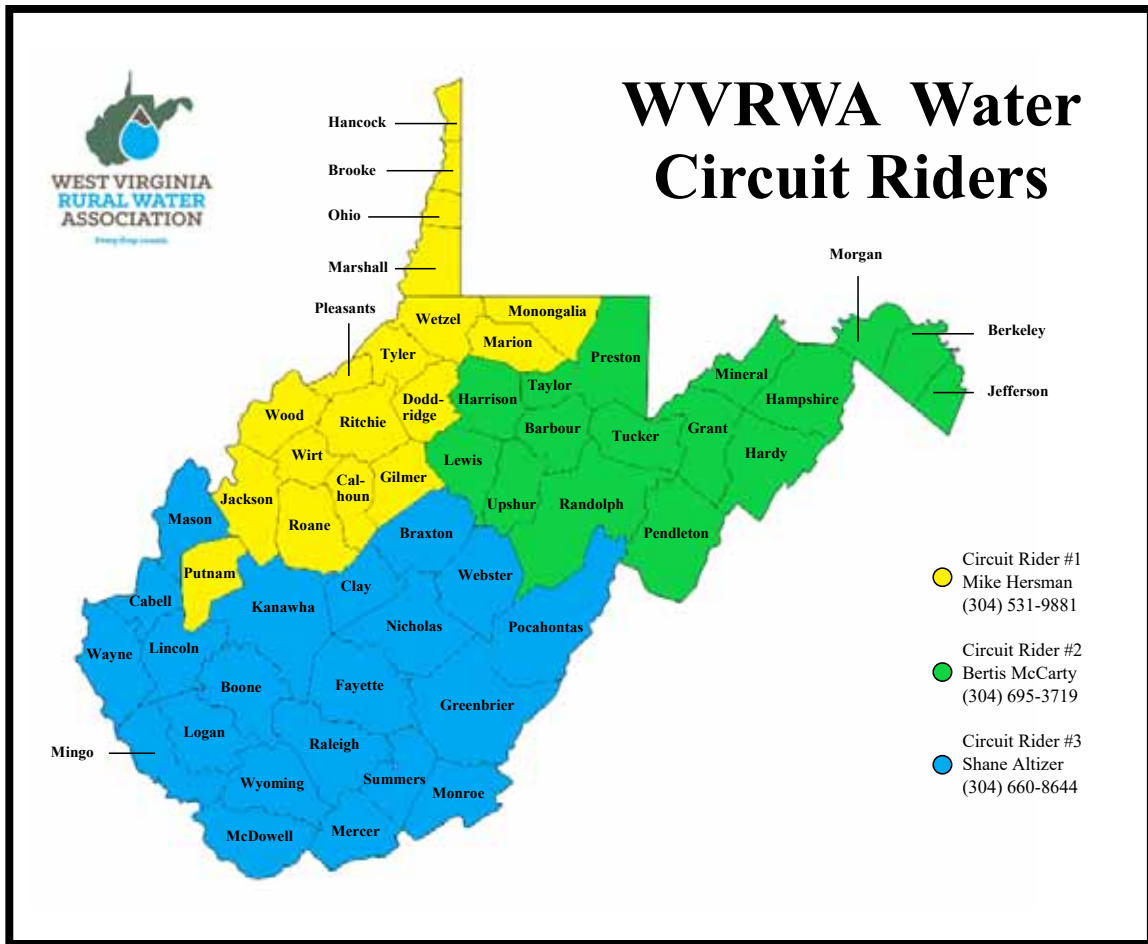 WVRWA Water
Circuit Riders
WEST VIRGINIA
RURAL WATER
ASSOCIATION
Every drop counts.
Hancock
Brooke
Ohio
Marshall
Pleasants
Morgan
Berkeley
Jefferson
Wetzel
Monongalia
Marion
Tyler
Preston
Mineral
Taylor
Harrison
Dodd-
ridge
Hampshire
Wood
Ritchie
Barbour
Tucker
Grant
Hardy
Wirt
Lewis
Cal-
houn
Gilmer
Jackson
Upshur
Randolph
Mason
Roane
Braxton
Pendleton
Putnam
Clay
Webster
Cabell
Kanawha
Nicholas
Pocahontas
Wayne
Lincoln
Boone
Fayette
Greenbrier
Logan
Raleigh
Mingo
Wyoming
Summers
Monroe
McDowell
Mercer
Circuit Rider #1
Mike Hersman
(304) 531-9881
Circuit Rider #2
Bertis McCarty
(304) 695-3719
Circuit Rider #3
Shane Altizer
(304) 660-8644